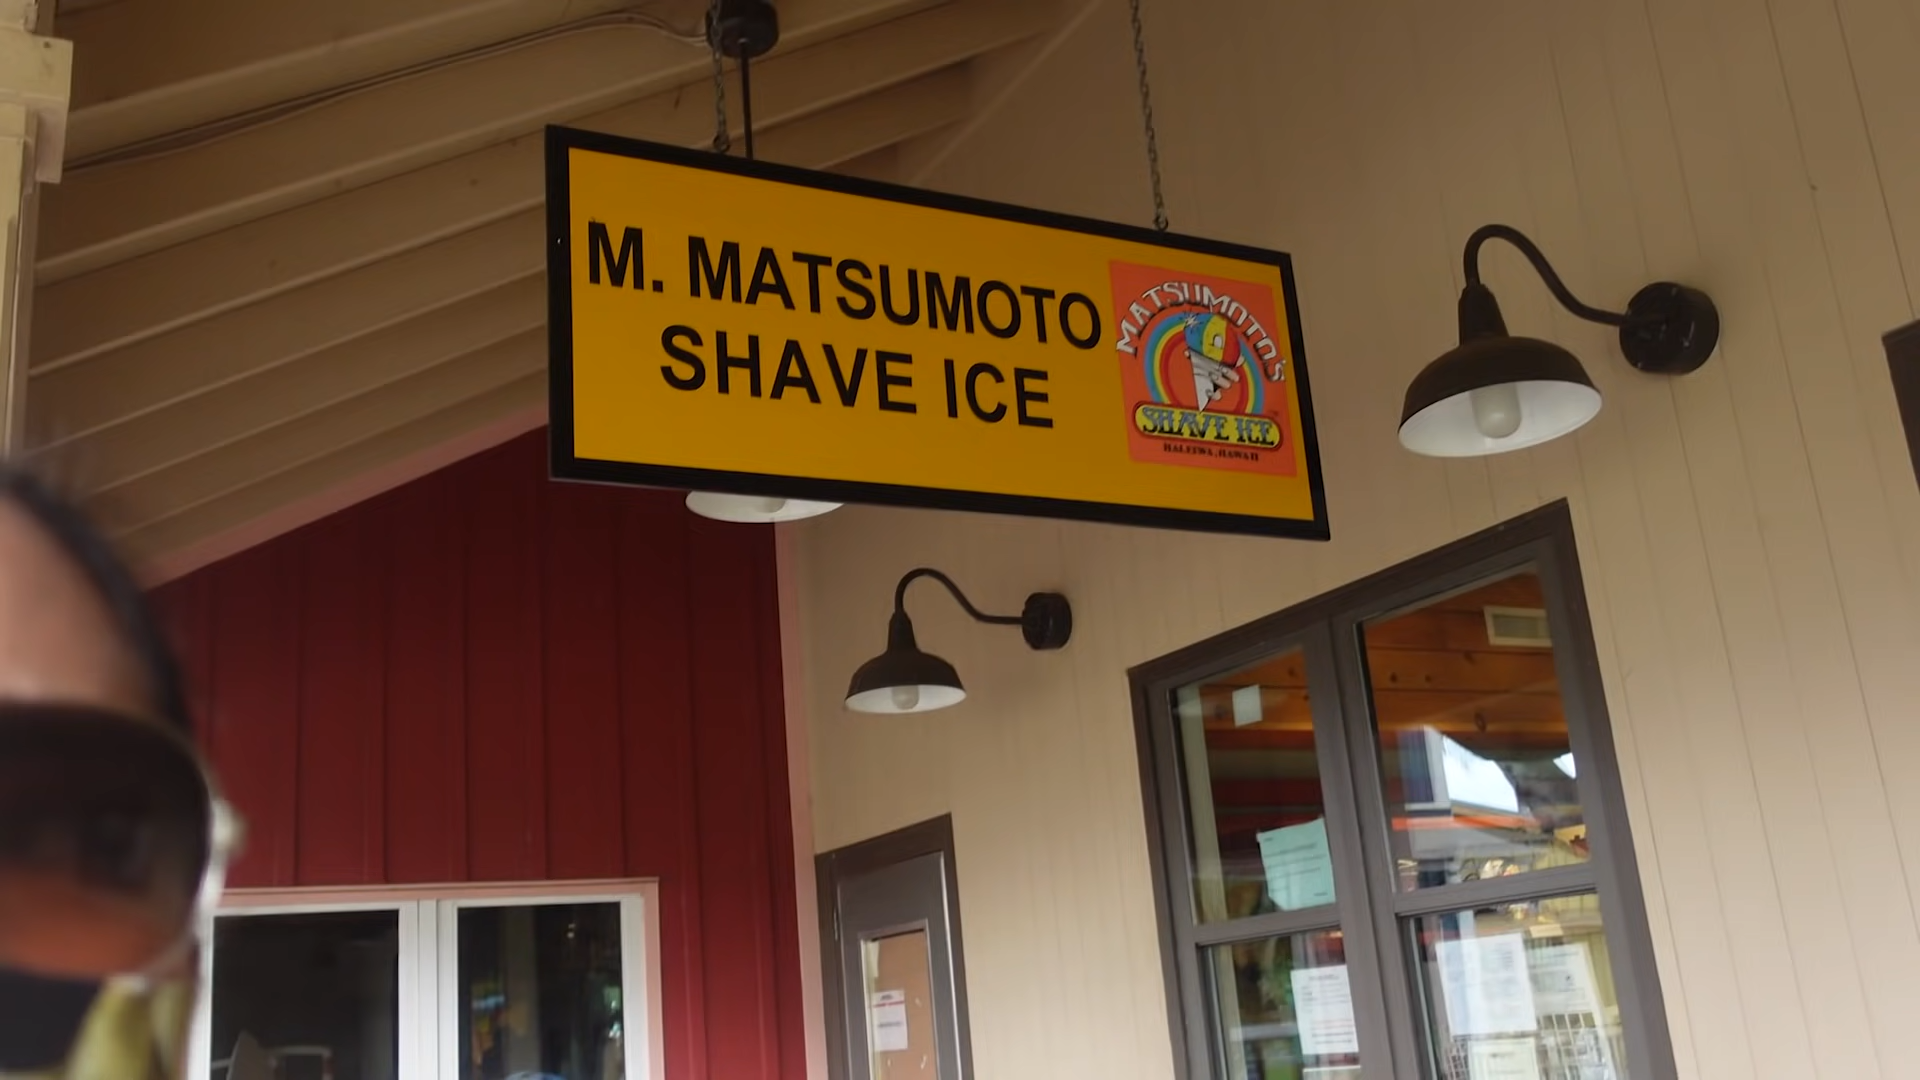 M. MATSUMOTO
SHAVE ICE
MATSUMOTO'S
SHAVE ICE
HALEIWA, HAWAII